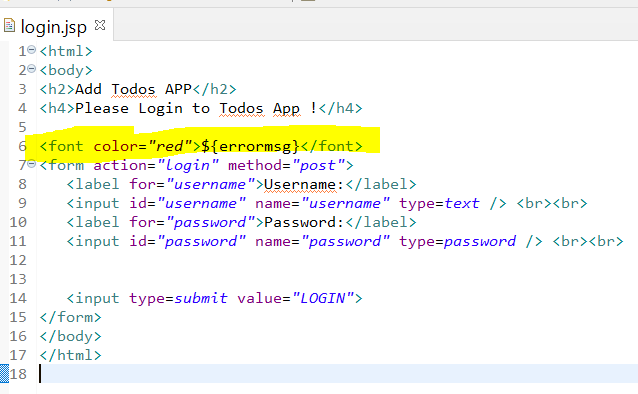 login.jsp
1 <html>
2 <body>
3 <h2>Add Todos APP</h2>
4 <h4>Please Login to Todos App !</h4>
5
6 <font color="red">${errormsg}</font>
7 <form action="login" method="post">
8 <label for="username">Username:</label>
9 <input id="username" name="username" type=text /> <br><br>
10 <label for="password">Password:</label>
11 <input id="password" name="password" type=password /> <br><br>
12
13
14 <input type=submit value="LOGIN">
15 </form>
16 </body>
17 </html>
18